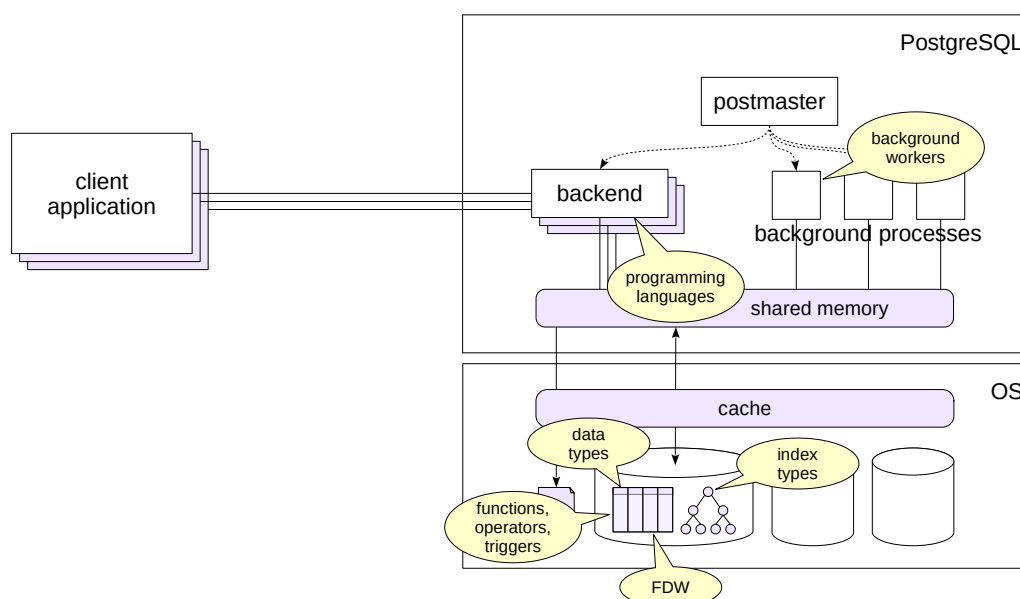 PostgreSQL
postmaster
background
workers
client
application
backend
background processes
programming
languages
shared memory
OS
cache
data
types
index
types
functions,
operators,
triggers
FDW